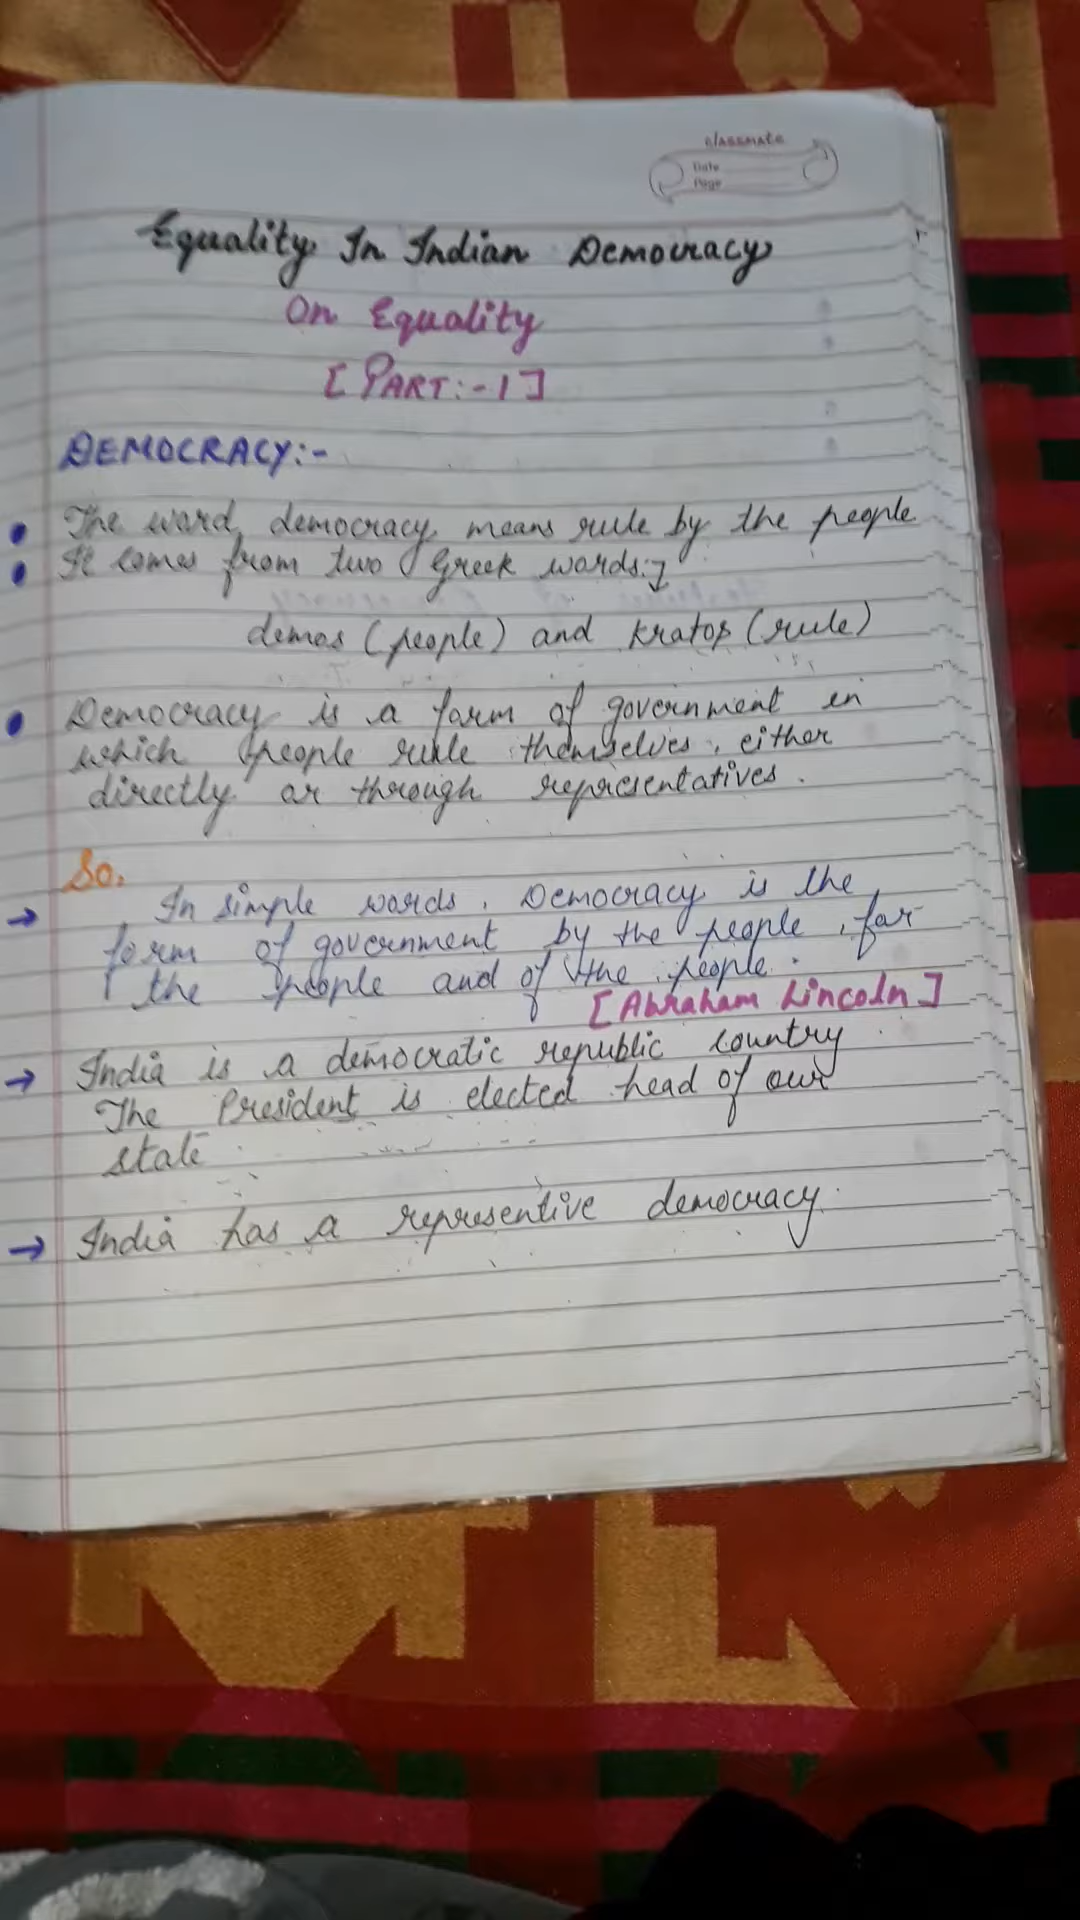 classmate
Date
Page
Equality In Indian Democracy
On Equality
[PART:-1]
DEMOCRACY:-
• The word democracy means rule by the people
• It comes from two Greek words:-
demos (people) and kratos (rule)
• Democracy is a form of government in
which people rule themselves, either
directly or through representatives.
So,
→ In simple words, Democracy is the
form of government by the people, for
the people and of the people.
[Abraham Lincoln]
→ India is a democratic republic country.
The President is elected head of our
state.
→ India has a representive democracy.